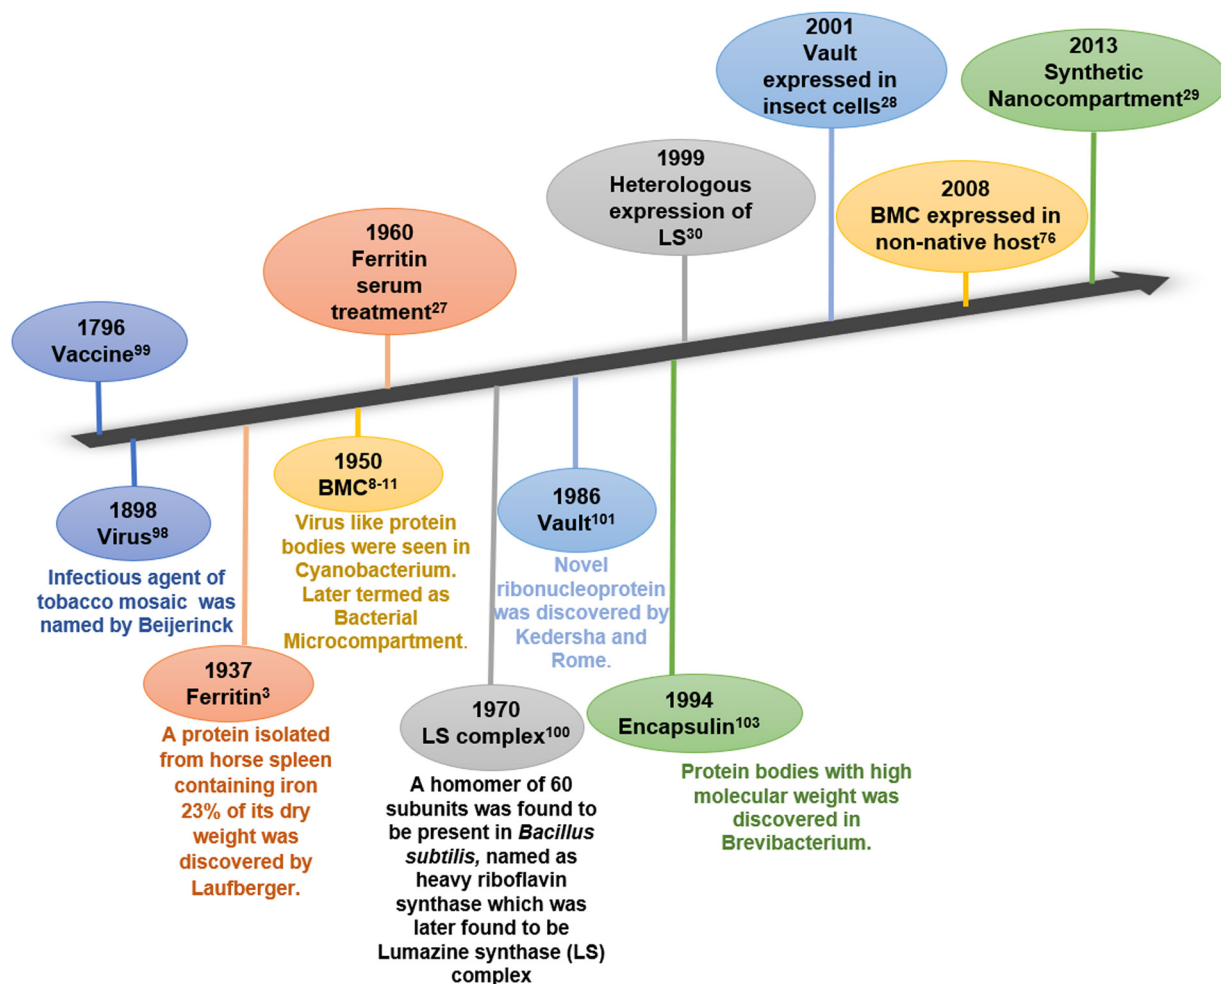 2001
Vault
expressed in
insect cells28
2013
Synthetic
Nanocompartment29
1999
Heterologous
expression of
LS30
2008
BMC expressed in
non-native host76
1960
Ferritin
serum
treatment27
1796
Vaccine99
1898
Virus98
Infectious agent of
tobacco mosaic was
named by Beijerinck
1950
BMC8-11
Virus like protein
bodies were seen in
Cyanobacterium.
Later termed as
Bacterial
Microcompartment.
1986
Vault101
Novel
ribonucleoprotein
was discovered by
Kedersha and
Rome.
1937
Ferritin3
A protein isolated
from horse spleen
containing iron
23% of its dry
weight was
discovered by
Laufberger.
1970
LS complex100
A homomer of 60
subunits was found to
be present in Bacillus
subtilis, named as
heavy riboflavin
synthase which was
later found to be
Lumazine synthase (LS)
complex
1994
Encapsulin103
Protein bodies with high
molecular weight was
discovered in
Brevibacterium.